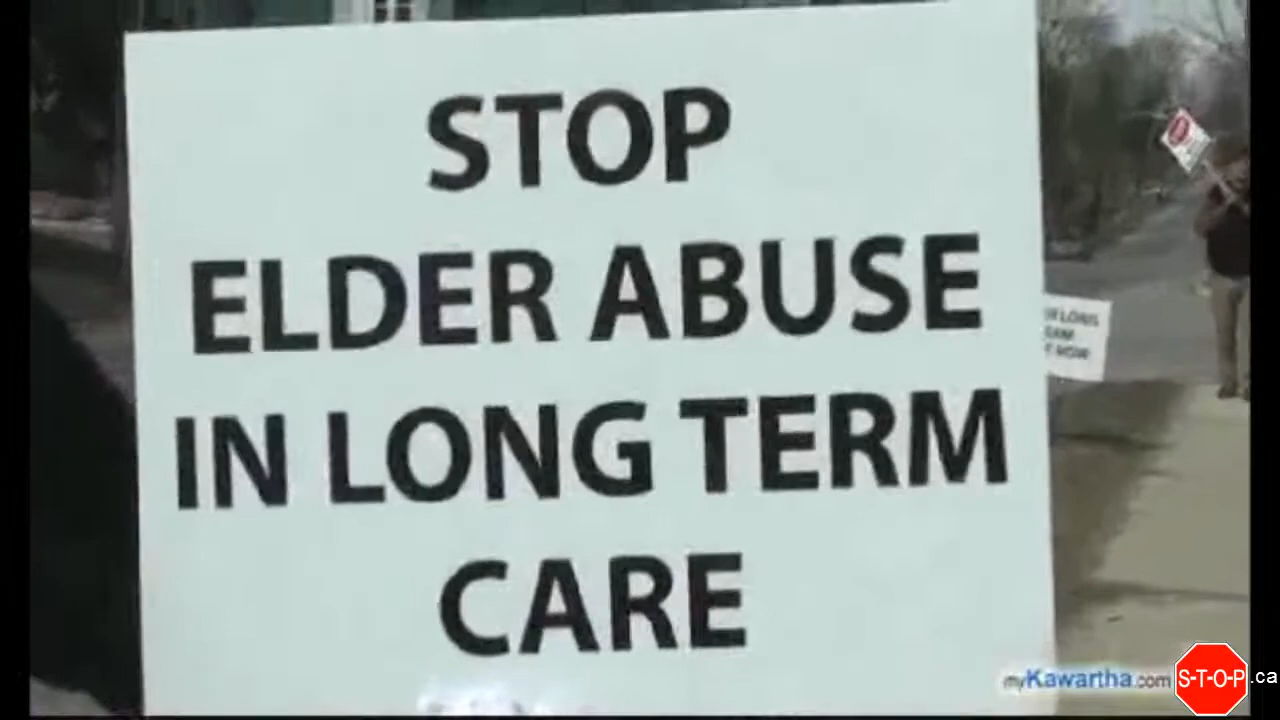 STOP
ELDER ABUSE
IN LONG TERM
CARE
myKawartha.com
S-T-O-P.ca